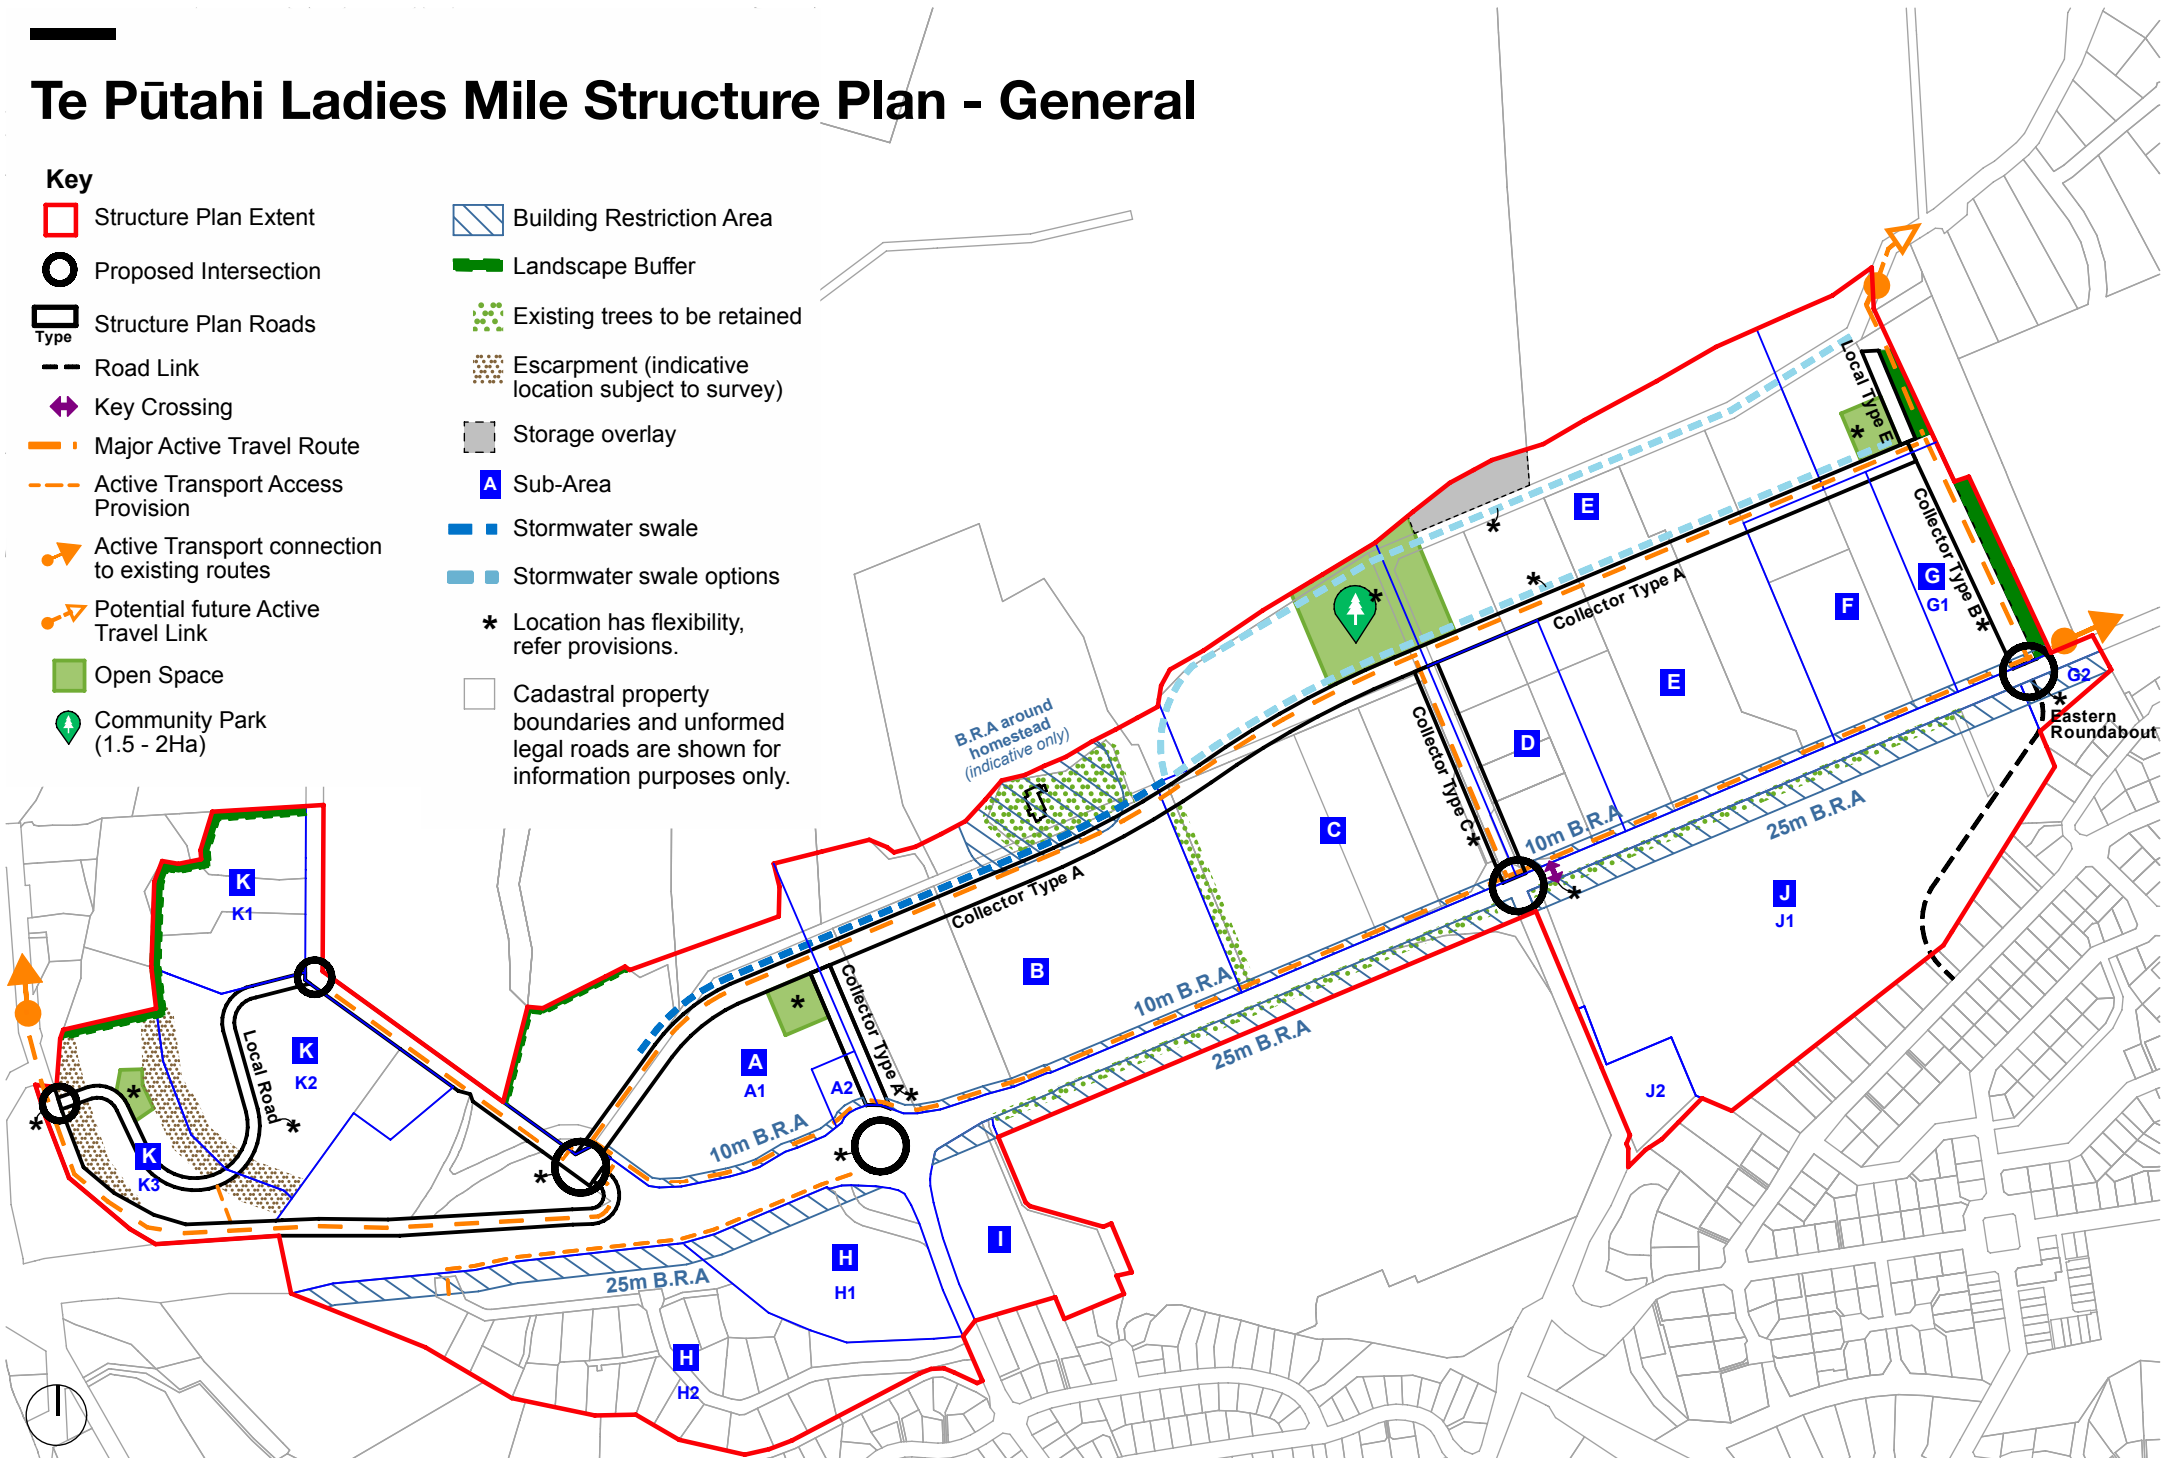 Te Pūtahi Ladies Mile Structure Plan - General
Key
Structure Plan Extent
Proposed Intersection
Type
Structure Plan Roads
Road Link
Key Crossing
Major Active Travel Route
Active Transport Access
Provision
Active Transport connection
to existing routes
Potential future Active
Travel Link
Open Space
Community Park
(1.5 - 2Ha)
Building Restriction Area
Landscape Buffer
Existing trees to be retained
Escarpment (indicative
location subject to survey)
Storage overlay
A
Sub-Area
Stormwater swale
Stormwater swale options
* Location has flexibility,
refer provisions.
Cadastral property
boundaries and unformed
legal roads are shown for
information purposes only.
Local Type E
*
E
*
*
*
Collector Type A
Collector Type B
*
G
G1
F
E
G2
*
Eastern
Roundabout
B.R.A around
homestead
(indicative only)
D
Collector Type C
*
C
10m B.R.A
25m B.R.A
*
J
J1
J2
Collector Type A
B
10m B.R.A
25m B.R.A
K
K1
K
K2
Local Road
*
*
*
K
K3
*
A
A1
A2
Collector Type A
*
*
10m B.R.A
*
25m B.R.A
H
H1
I
H
H2